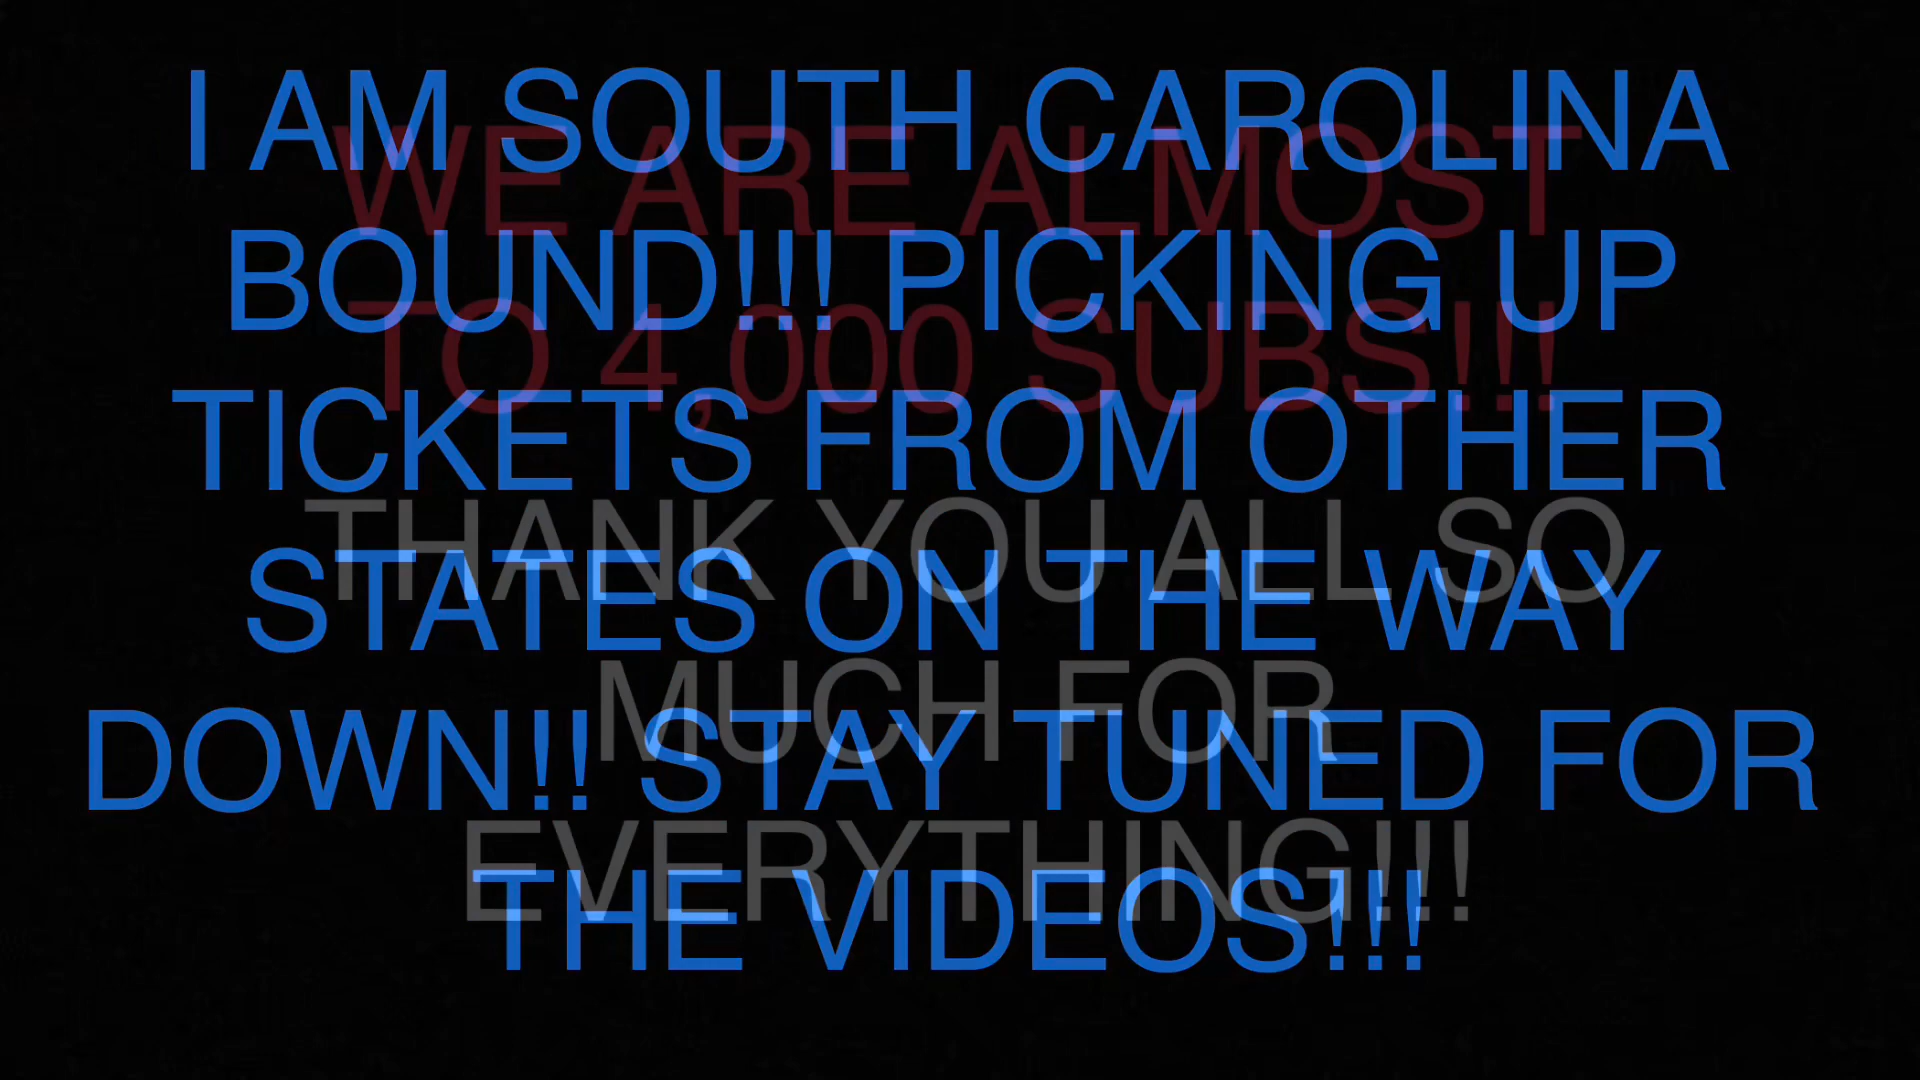 I AM SOUTH CAROLINA
BOUND!!! PICKING UP
TICKETS FROM OTHER
STATES ON THE WAY
DOWN!! STAY TUNED FOR
THE VIDEOS!!!
WE ARE ALMOST
TO 4,000 SUBS!!!
THANK YOU ALL SO
MUCH FOR
EVERYTHING!!!